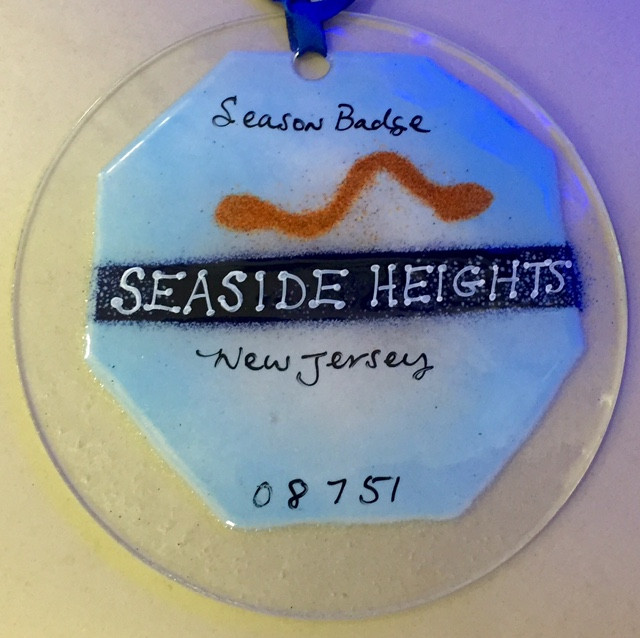 Season Badge
SEASIDE HEIGHTS
New Jersey
08751